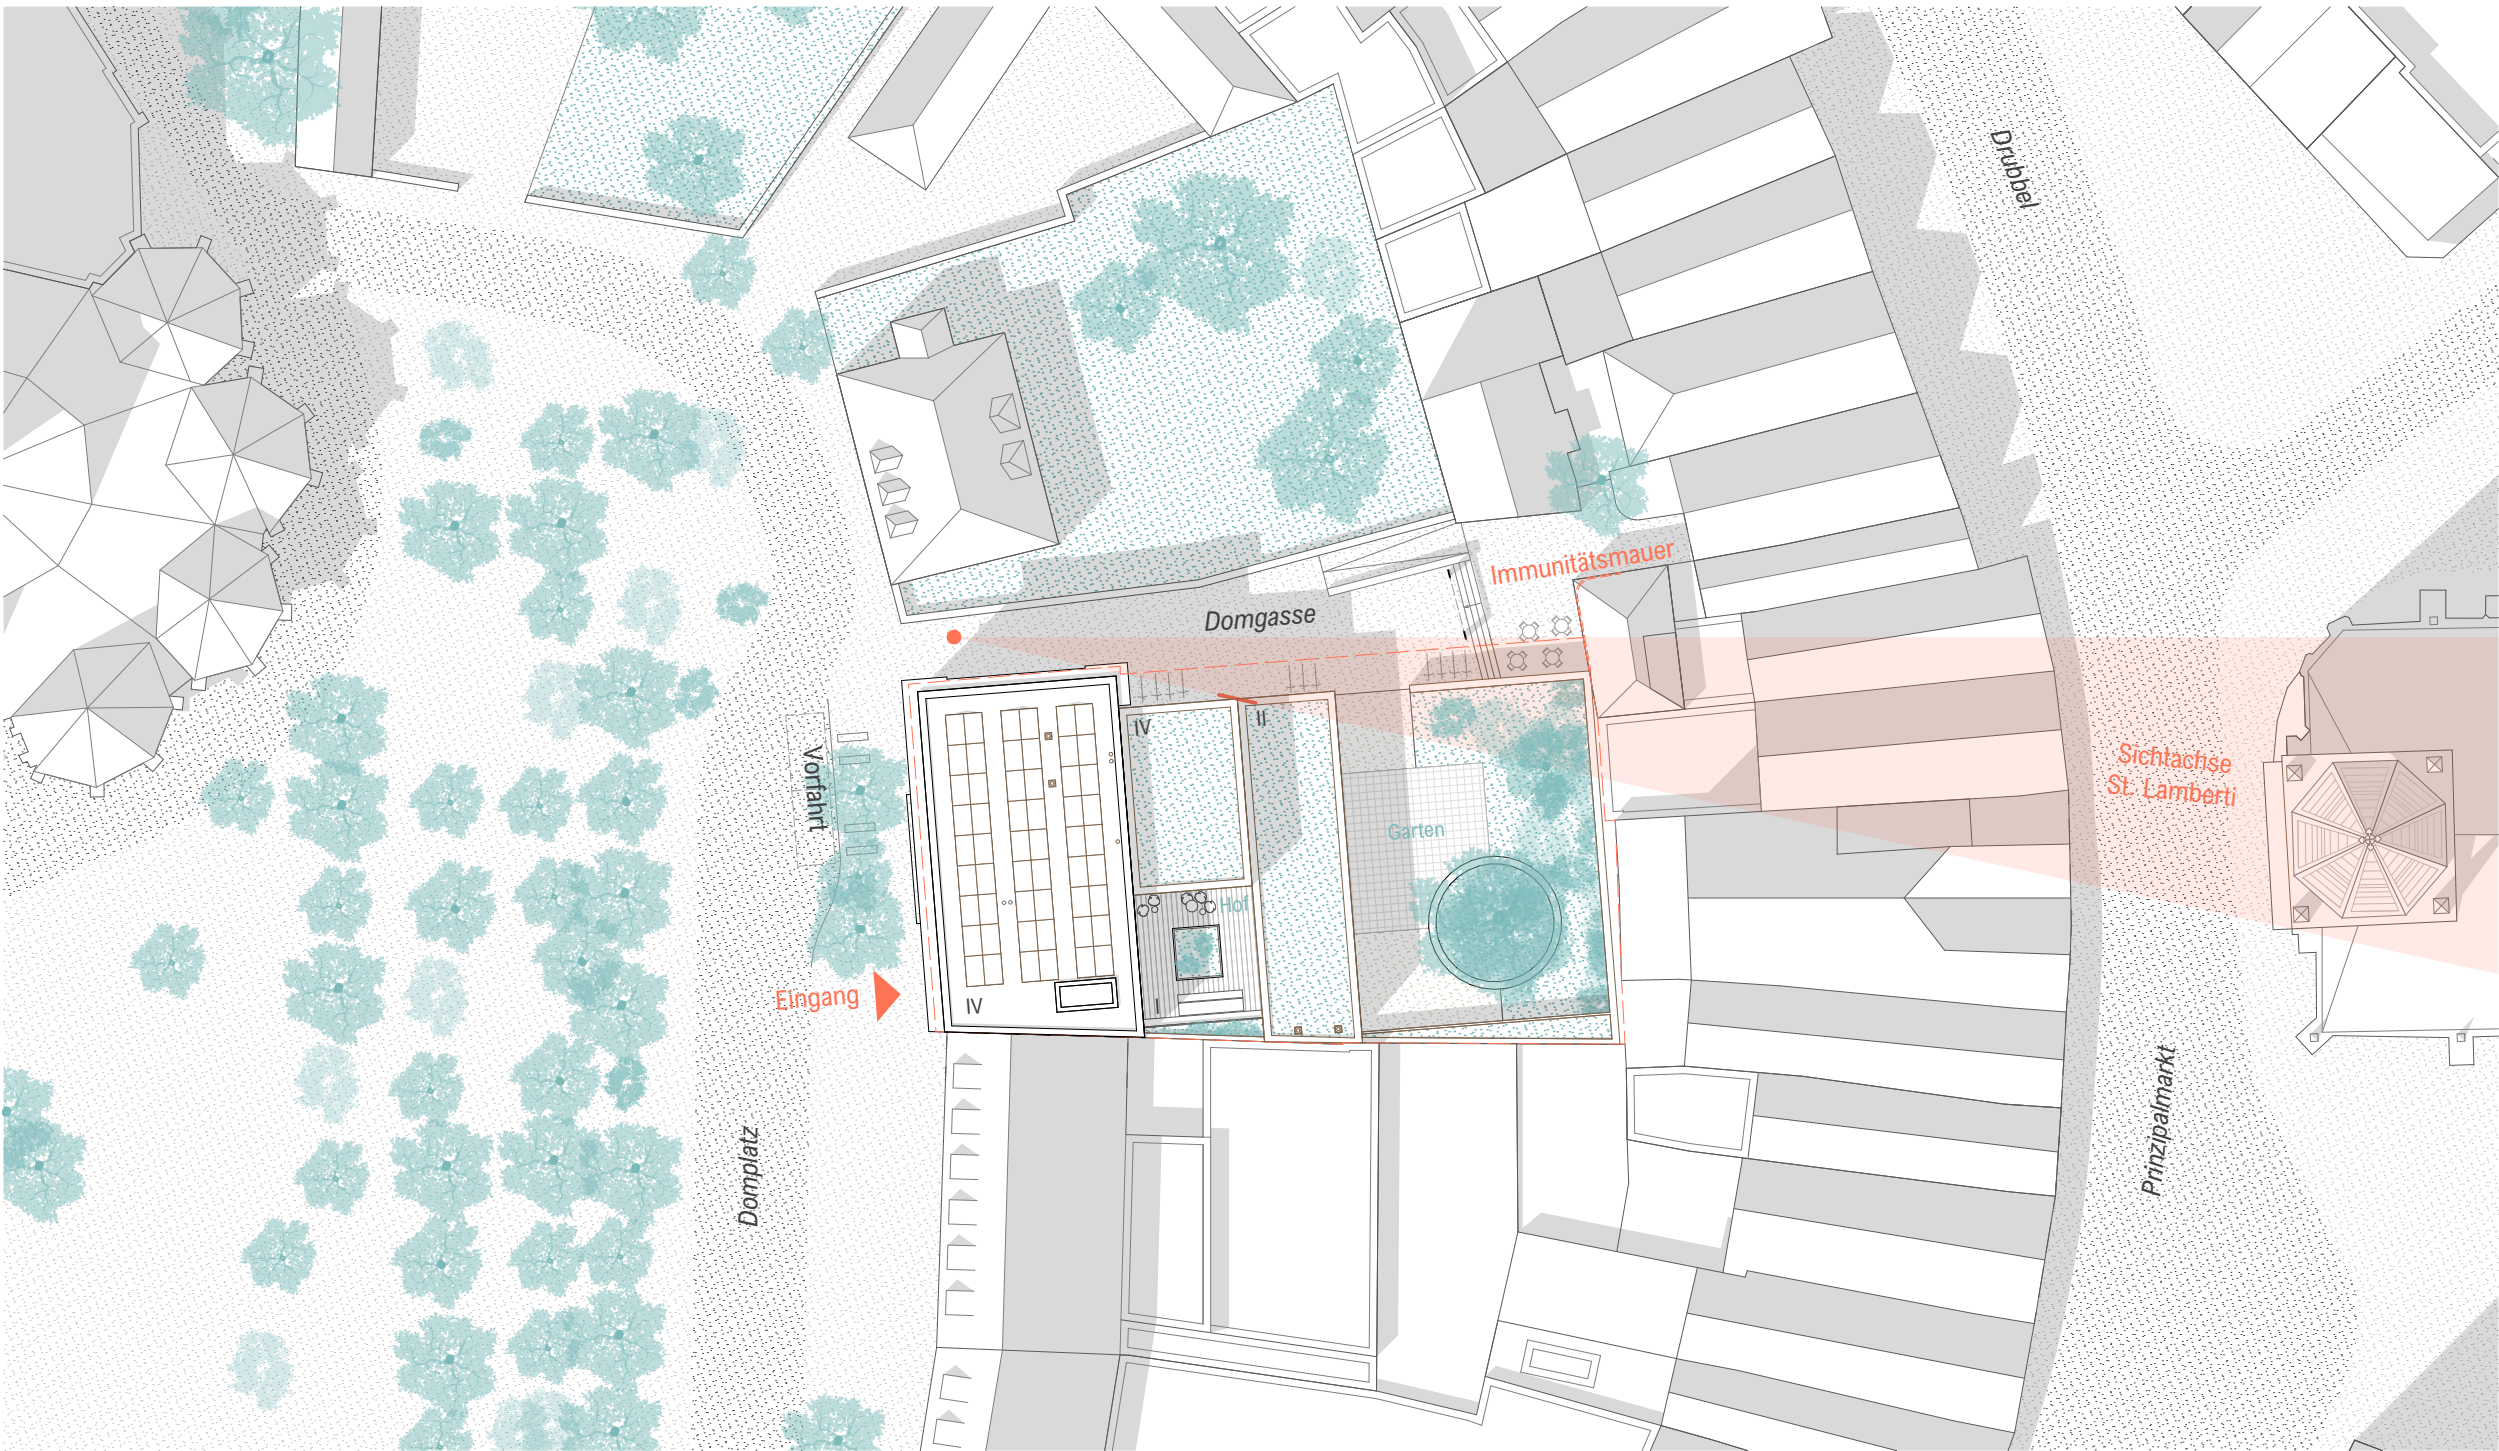 Drubbel
Immunitätsmauer
Domgasse
IV
II
Vorfahrt
Sichtachse
St. Lamberti
Garten
Hof
Eingang
IV
I
Domplatz
Prinzipalmarkt